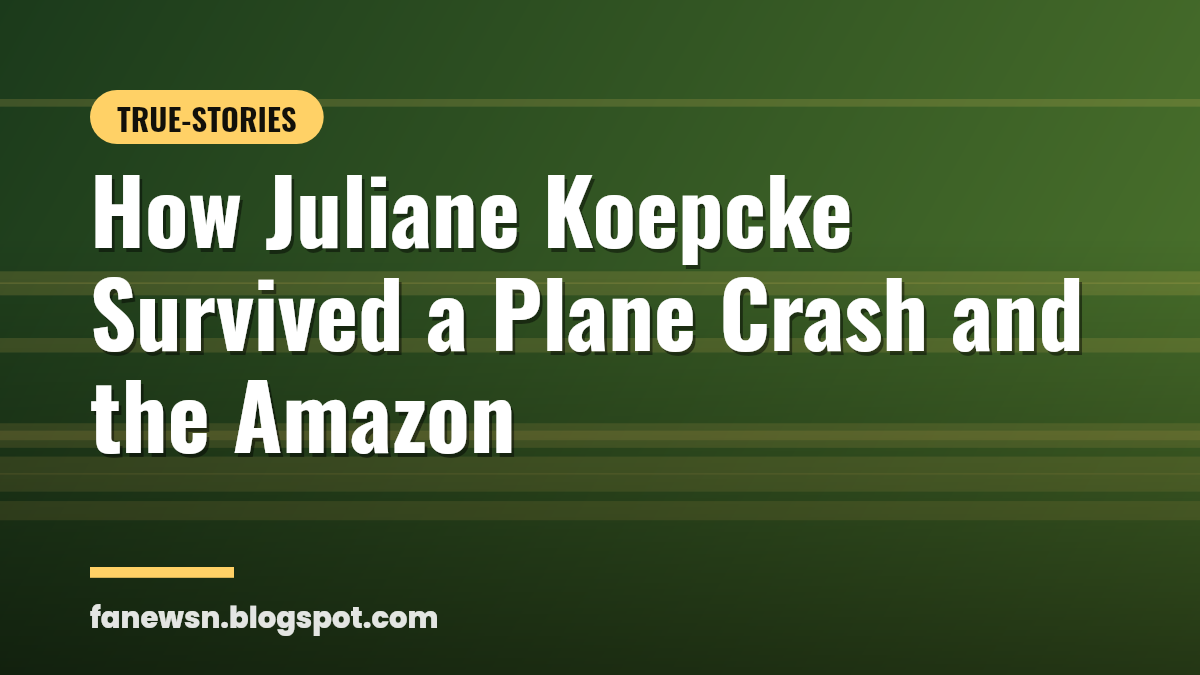 TRUE-STORIES
How Juliane Koepcke
Survived a Plane Crash and
the Amazon
fanewsn.blogspot.com